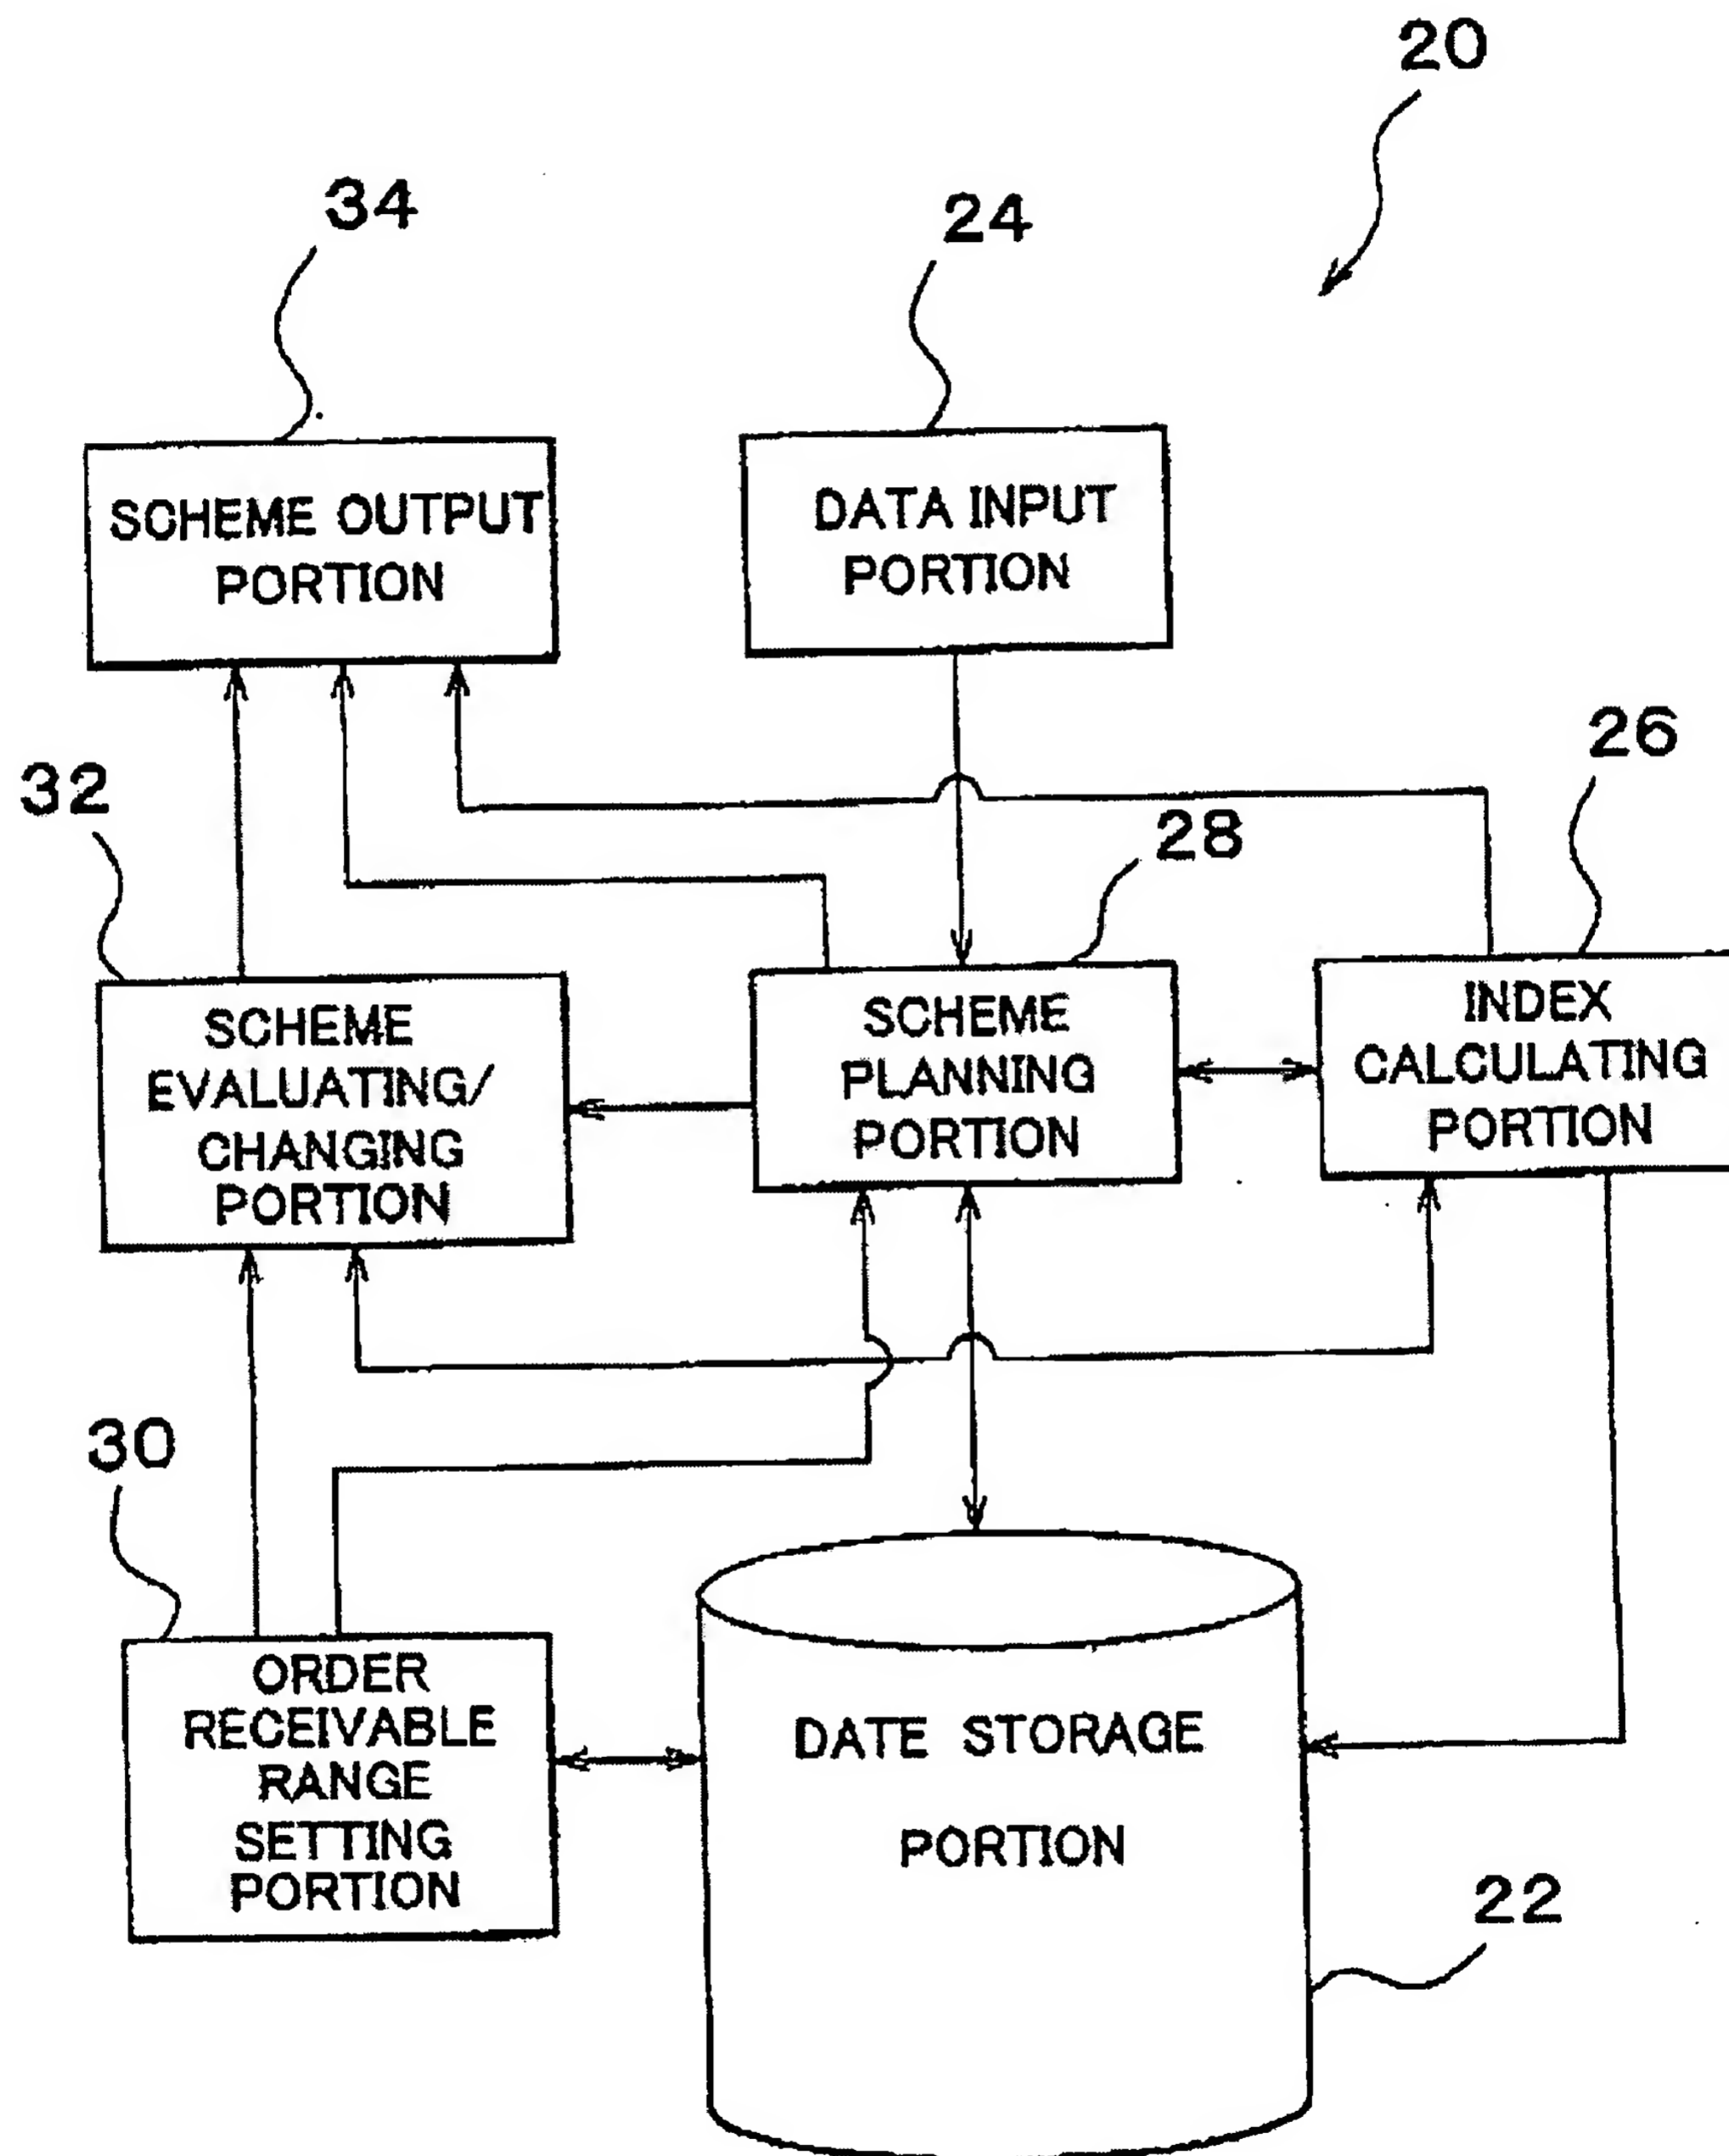 20
34
24
SCHEME OUTPUT
PORTION
DATA INPUT
PORTION
26
32
28
SCHEME
EVALUATING/
CHANGING
PORTION
SCHEME
PLANNING
PORTION
INDEX
CALCULATING
PORTION
30
ORDER
RECEIVABLE
RANGE
SETTING
PORTION
DATE STORAGE
PORTION
22